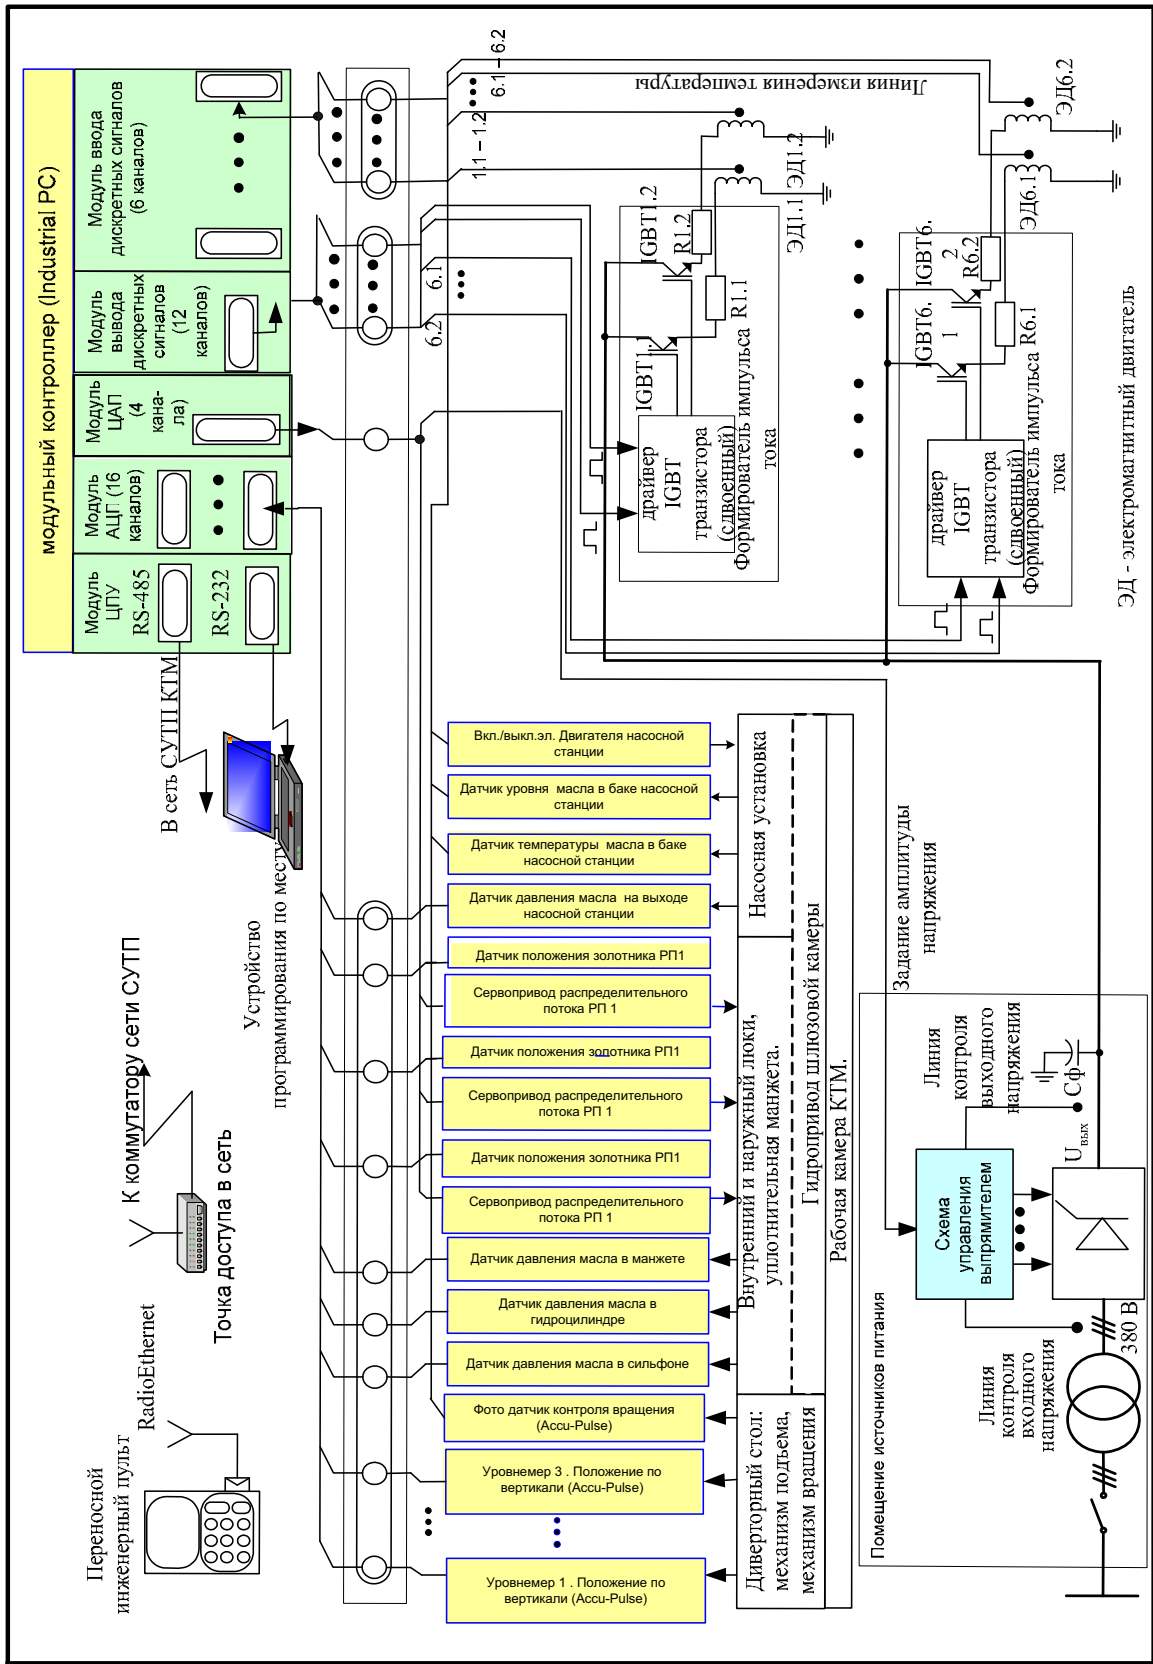 модульный контроллер (Industrial PC)
Модуль ввода
дискретных сигналов
(6 каналов)
Модуль
вывода
дискретных
сигналов
(12
каналов)
Модуль
ЦАП
(4
кана-
ла)
Модуль
АЦП (16
каналов)
Модуль
ЦПУ
RS-485
RS-232
В сеть СУТП КТМ
Устройство
программирования по месту
К коммутатору сети СУТП
Точка доступа в сеть
RadioEthernet
Переносной
инженерный пульт
6.1 – 6.2
1.1 – 1.2
6.1
6.2
Линия измерения температуры
ЭД6.2
ЭД6.1
ЭД1.2
ЭД1.1
IGBT1.2
R1.2
R1.1
IGBT1.1
драйвер
IGBT
транзистора
(сдвоенный)
Формирователь импульса
тока
IGBT6.
2
R6.2
IGBT6.
1
R6.1
драйвер
IGBT
транзистора
(сдвоенный)
Формирователь импульса
тока
ЭД - электромагнитный двигатель
Вкл./выкл.эл. Двигателя насосной
станции
Датчик уровня масла в баке насосной
станции
Датчик температуры масла в баке
насосной станции
Датчик давления масла на выходе
насосной станции
Датчик положения золотника РП1
Сервопривод распределительного
потока РП 1
Датчик положения золотника РП1
Сервопривод распределительного
потока РП 1
Датчик положения золотника РП1
Сервопривод распределительного
потока РП 1
Датчик давления масла в манжете
Датчик давления масла в
гидроцилиндре
Датчик давления масла в сильфоне
Фото датчик контроля вращения
(Accu-Pulse)
Уровнемер 3 . Положение по
вертикали (Accu-Pulse)
Уровнемер 1 . Положение по
вертикали (Accu-Pulse)
Насосная установка
Внутренний и наружный люки,
уплотнительная манжета.
Гидропривод шлюзовой камеры
Рабочая камера КТМ.
Диверторный стол:
механизм подъема,
механизм вращения
Задание амплитуды
напряжения
Линия
контроля
выходного
напряжения
Сф
Uвых
Схема
управления
выпрямителем
380 В
Линия
контроля
входного
напряжения
Помещение источников питания